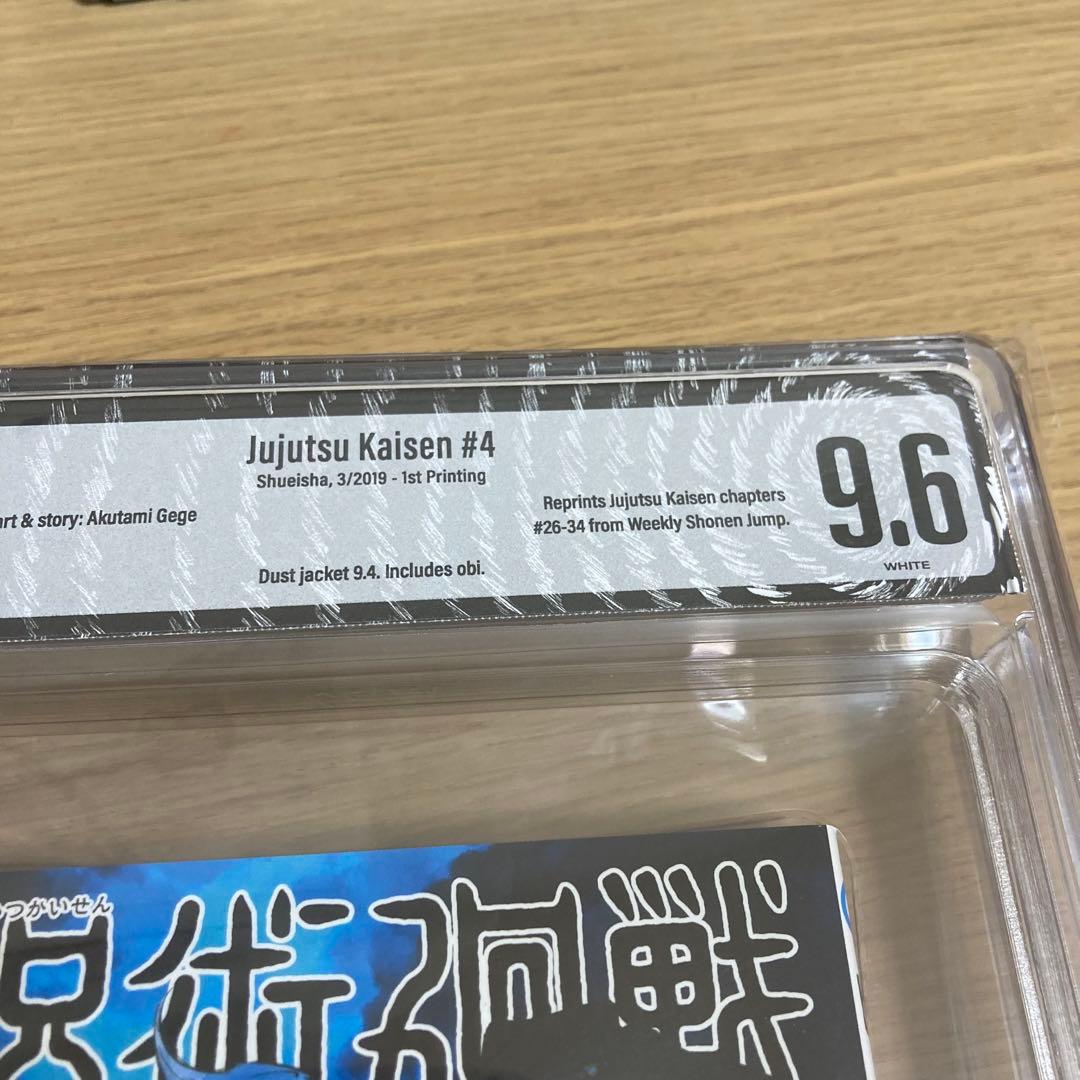 Jujutsu Kaisen #4
Shueisha, 3/2019 - 1st Printing
art & story: Akutami Gege
Reprints Jujutsu Kaisen chapters
#26-34 from Weekly Shonen Jump.
9.6
WHITE
Dust jacket 9.4. Includes obi.
つかいせん
呪術廻戦